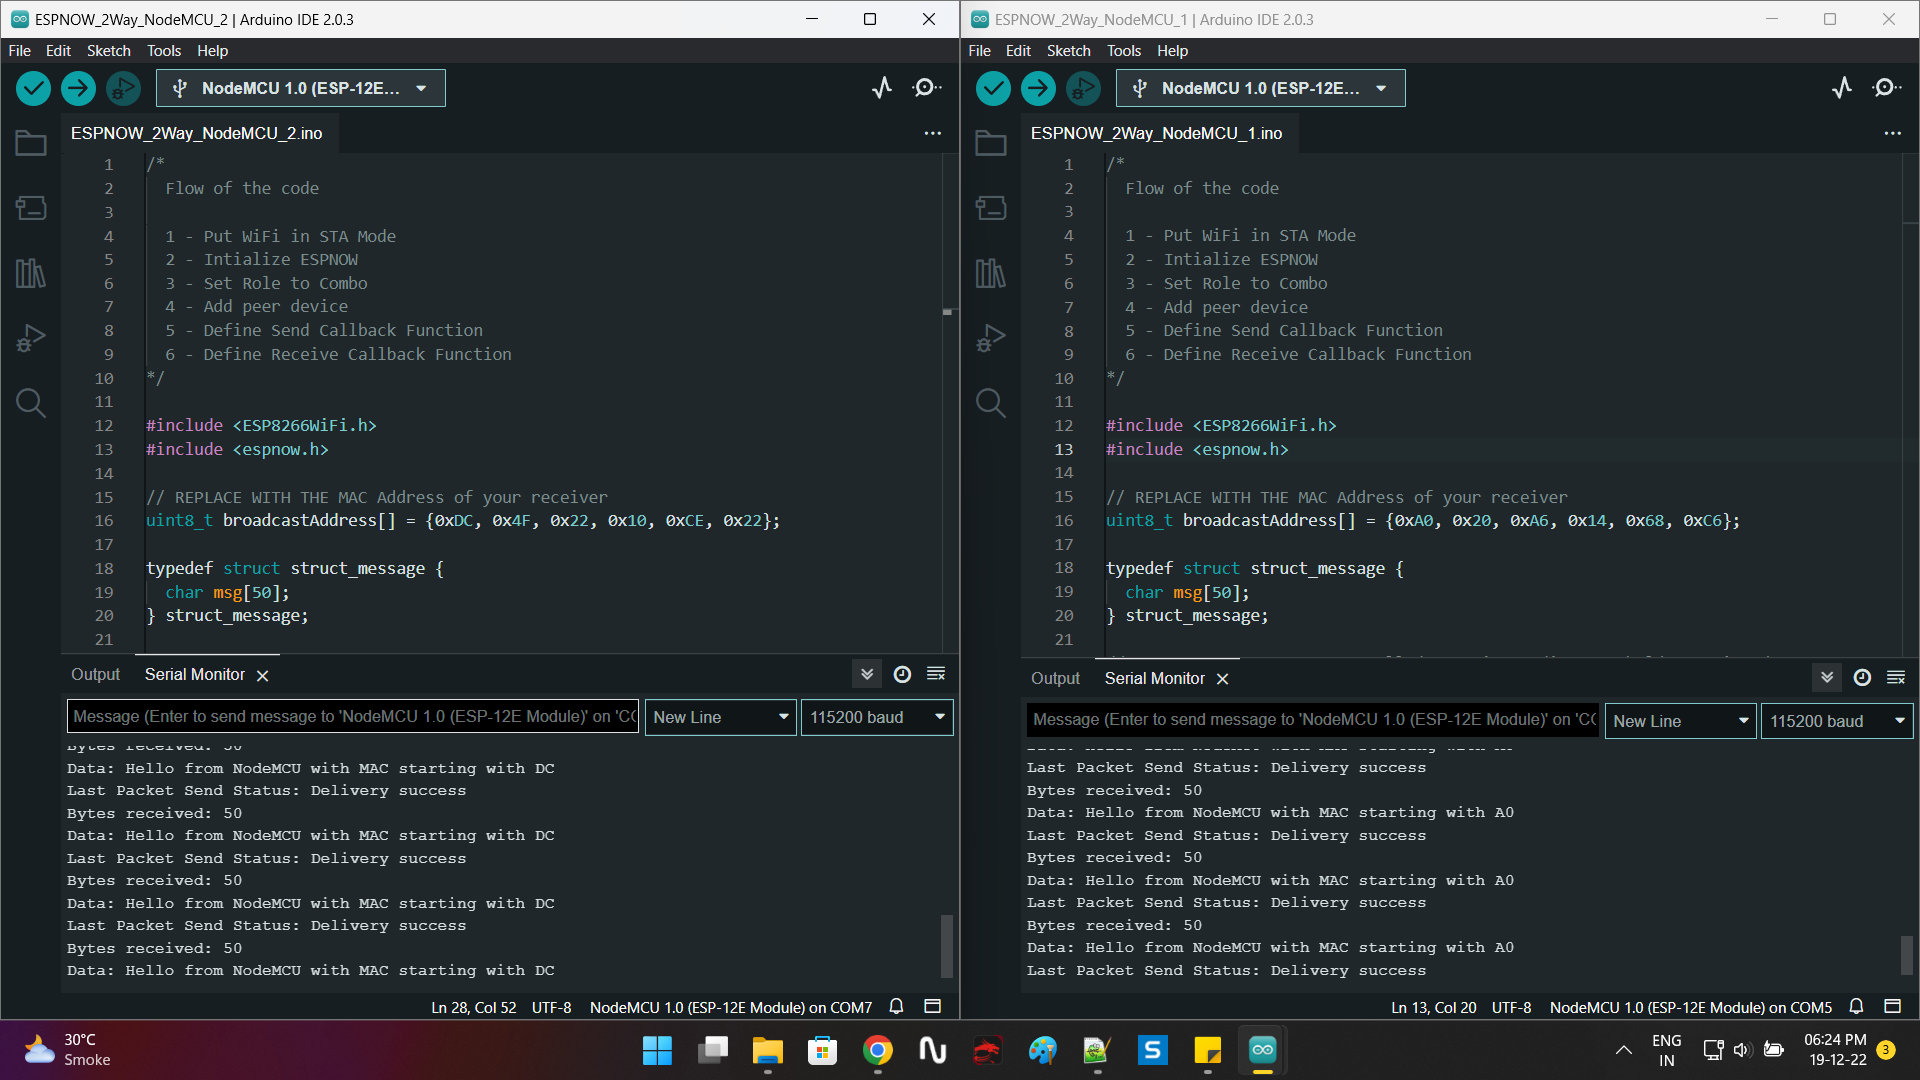 ESPNOW_2Way_NodeMCU_2 | Arduino IDE 2.0.3
File Edit Sketch Tools Help
NodeMCU 1.0 (ESP-12E...
ESPNOW_2Way_NodeMCU_2.ino
1 /*
2 Flow of the code
3
4 1 - Put WiFi in STA Mode
5 2 - Intialize ESPNOW
6 3 - Set Role to Combo
7 4 - Add peer device
8 5 - Define Send Callback Function
9 6 - Define Receive Callback Function
10 */
11
12 #include <ESP8266WiFi.h>
13 #include <espnow.h>
14
15 // REPLACE WITH THE MAC Address of your receiver
16 uint8_t broadcastAddress[] = {0xDC, 0x4F, 0x22, 0x10, 0xCE, 0x22};
17
18 typedef struct struct_message {
19 char msg[50];
20 } struct_message;
21
Output Serial Monitor
Message (Enter to send message to 'NodeMCU 1.0 (ESP-12E Module)' on 'CO
New Line
115200 baud
Bytes received: 50
Data: Hello from NodeMCU with MAC starting with DC
Last Packet Send Status: Delivery success
Bytes received: 50
Data: Hello from NodeMCU with MAC starting with DC
Last Packet Send Status: Delivery success
Bytes received: 50
Data: Hello from NodeMCU with MAC starting with DC
Last Packet Send Status: Delivery success
Bytes received: 50
Data: Hello from NodeMCU with MAC starting with DC
Ln 28, Col 52 UTF-8 NodeMCU 1.0 (ESP-12E Module) on COM7
ESPNOW_2Way_NodeMCU_1 | Arduino IDE 2.0.3
File Edit Sketch Tools Help
NodeMCU 1.0 (ESP-12E...
ESPNOW_2Way_NodeMCU_1.ino
1 /*
2 Flow of the code
3
4 1 - Put WiFi in STA Mode
5 2 - Intialize ESPNOW
6 3 - Set Role to Combo
7 4 - Add peer device
8 5 - Define Send Callback Function
9 6 - Define Receive Callback Function
10 */
11
12 #include <ESP8266WiFi.h>
13 #include <espnow.h>
14
15 // REPLACE WITH THE MAC Address of your receiver
16 uint8_t broadcastAddress[] = {0xA0, 0x20, 0xA6, 0x14, 0x68, 0xC6};
17
18 typedef struct struct_message {
19 char msg[50];
20 } struct_message;
21
Output Serial Monitor
Message (Enter to send message to 'NodeMCU 1.0 (ESP-12E Module)' on 'CO
New Line
115200 baud
Last Packet Send Status: Delivery success
Bytes received: 50
Data: Hello from NodeMCU with MAC starting with A0
Last Packet Send Status: Delivery success
Bytes received: 50
Data: Hello from NodeMCU with MAC starting with A0
Last Packet Send Status: Delivery success
Bytes received: 50
Data: Hello from NodeMCU with MAC starting with A0
Last Packet Send Status: Delivery success
Ln 13, Col 20 UTF-8 NodeMCU 1.0 (ESP-12E Module) on COM5
30°C
Smoke
S
ENG
IN
06:24 PM
19-12-22
3